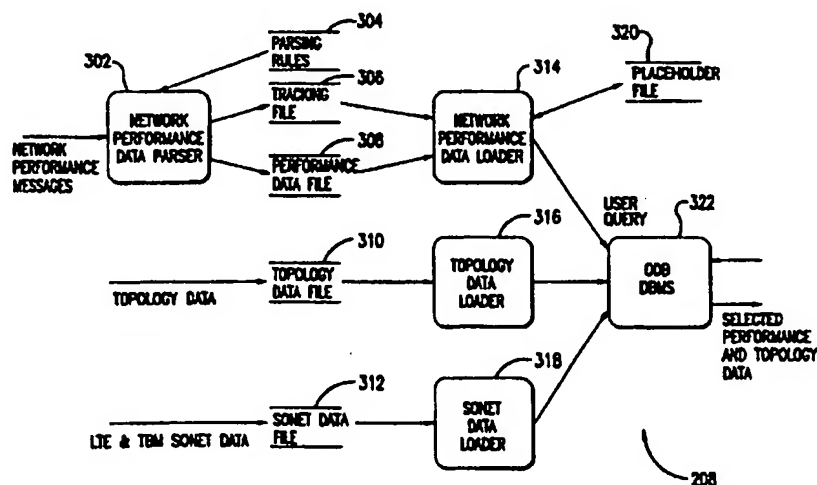 304
PARSING
RULES
302
306
TRACKING
FILE
314
320
PLACEHOLDER
FILE
NETWORK
PERFORMANCE
DATA PARSER
308
PERFORMANCE
DATA FILE
NETWORK
PERFORMANCE
DATA LOADER
NETWORK
PERFORMANCE
MESSAGES
USER
QUERY
322
310
TOPOLOGY
DATA FILE
316
TOPOLOGY
DATA
LOADER
ODB
DBMS
TOPOLOGY DATA
SELECTED
PERFORMANCE
AND TOPOLOGY
DATA
312
SONET DATA
FILE
318
SONET
DATA
LOADER
LTE & TBM SONET DATA
208